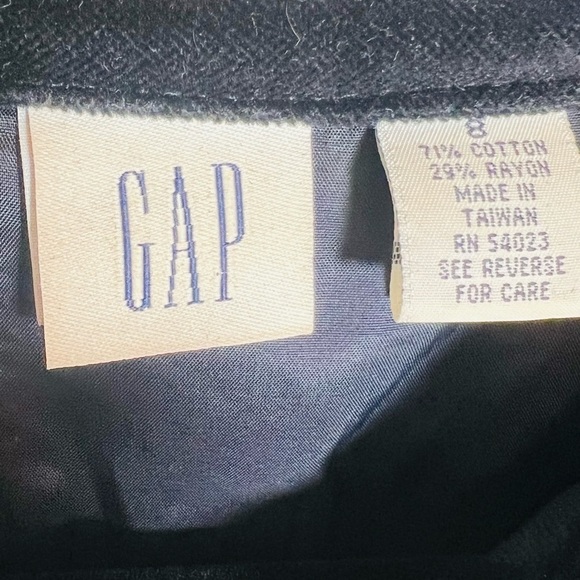 GAP
8
71% COTTON
29% RAYON
MADE IN
TAIWAN
RN 54023
SEE REVERSE
FOR CARE